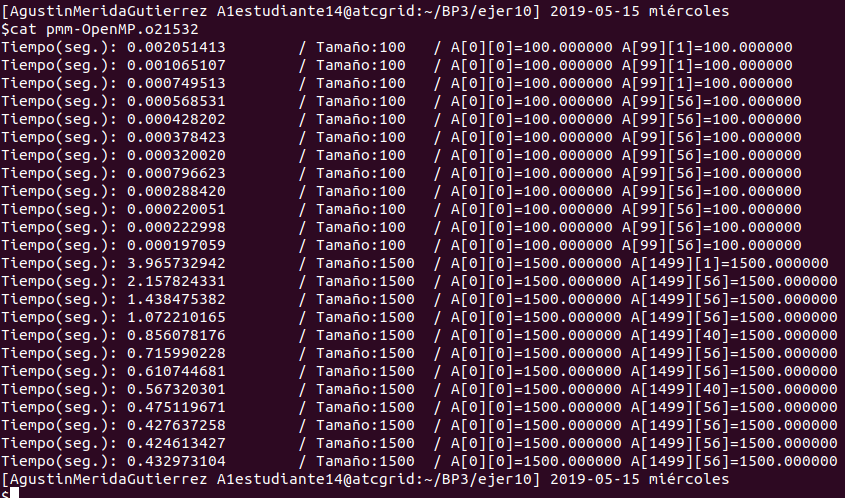 [AgustinMeridaGutierrez A1estudiante14@atcgrid:~/BP3/ejer10] 2019-05-15 miércoles
$cat pmm-OpenMP.o21532
Tiempo(seg.): 0.002051413 / Tamaño:100 / A[0][0]=100.000000 A[99][1]=100.000000
Tiempo(seg.): 0.001065107 / Tamaño:100 / A[0][0]=100.000000 A[99][1]=100.000000
Tiempo(seg.): 0.000749513 / Tamaño:100 / A[0][0]=100.000000 A[99][1]=100.000000
Tiempo(seg.): 0.000568531 / Tamaño:100 / A[0][0]=100.000000 A[99][56]=100.000000
Tiempo(seg.): 0.000428202 / Tamaño:100 / A[0][0]=100.000000 A[99][56]=100.000000
Tiempo(seg.): 0.000378423 / Tamaño:100 / A[0][0]=100.000000 A[99][56]=100.000000
Tiempo(seg.): 0.000320020 / Tamaño:100 / A[0][0]=100.000000 A[99][56]=100.000000
Tiempo(seg.): 0.000796623 / Tamaño:100 / A[0][0]=100.000000 A[99][56]=100.000000
Tiempo(seg.): 0.000288420 / Tamaño:100 / A[0][0]=100.000000 A[99][56]=100.000000
Tiempo(seg.): 0.000220051 / Tamaño:100 / A[0][0]=100.000000 A[99][56]=100.000000
Tiempo(seg.): 0.000222998 / Tamaño:100 / A[0][0]=100.000000 A[99][56]=100.000000
Tiempo(seg.): 0.000197059 / Tamaño:100 / A[0][0]=100.000000 A[99][56]=100.000000
Tiempo(seg.): 3.965732942 / Tamaño:1500 / A[0][0]=1500.000000 A[1499][1]=1500.000000
Tiempo(seg.): 2.157824331 / Tamaño:1500 / A[0][0]=1500.000000 A[1499][56]=1500.000000
Tiempo(seg.): 1.438475382 / Tamaño:1500 / A[0][0]=1500.000000 A[1499][56]=1500.000000
Tiempo(seg.): 1.072210165 / Tamaño:1500 / A[0][0]=1500.000000 A[1499][56]=1500.000000
Tiempo(seg.): 0.856078176 / Tamaño:1500 / A[0][0]=1500.000000 A[1499][40]=1500.000000
Tiempo(seg.): 0.715990228 / Tamaño:1500 / A[0][0]=1500.000000 A[1499][56]=1500.000000
Tiempo(seg.): 0.610744681 / Tamaño:1500 / A[0][0]=1500.000000 A[1499][56]=1500.000000
Tiempo(seg.): 0.567320301 / Tamaño:1500 / A[0][0]=1500.000000 A[1499][40]=1500.000000
Tiempo(seg.): 0.475119671 / Tamaño:1500 / A[0][0]=1500.000000 A[1499][56]=1500.000000
Tiempo(seg.): 0.427637258 / Tamaño:1500 / A[0][0]=1500.000000 A[1499][56]=1500.000000
Tiempo(seg.): 0.424613427 / Tamaño:1500 / A[0][0]=1500.000000 A[1499][56]=1500.000000
Tiempo(seg.): 0.432973104 / Tamaño:1500 / A[0][0]=1500.000000 A[1499][56]=1500.000000
[AgustinMeridaGutierrez A1estudiante14@atcgrid:~/BP3/ejer10] 2019-05-15 miércoles
$